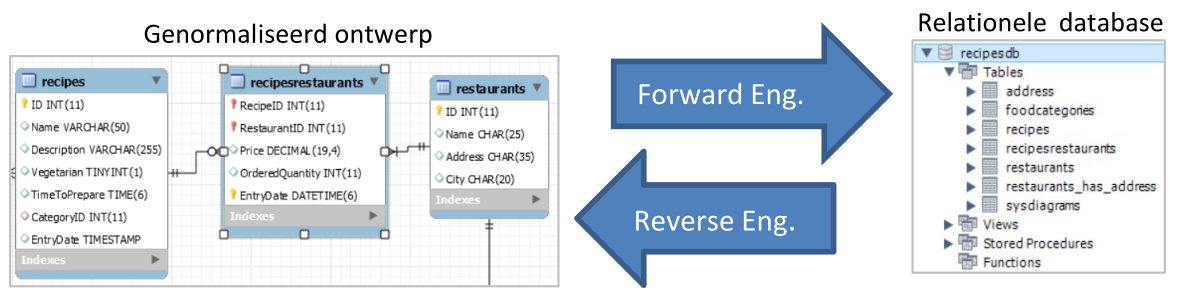 Genormaliseerd ontwerp
recipes
ID INT(11)
Name VARCHAR(50)
Description VARCHAR(255)
Vegetarian TINYINT(1)
TimeToPrepare TIME(6)
CategoryID INT(11)
EntryDate TIMESTAMP
Indexes
recipesrestaurants
RecipeID INT(11)
RestaurantID INT(11)
Price DECIMAL(19,4)
OrderedQuantity INT(11)
EntryDate DATETIME(6)
Indexes
restaurants
ID INT(11)
Name CHAR(25)
Address CHAR(35)
City CHAR(20)
Indexes
Forward Eng.
Reverse Eng.
Relationele database
recipesdb
Tables
address
foodcategories
recipes
recipesrestaurants
restaurants
restaurants_has_address
sysdiagrams
Views
Stored Procedures
Functions